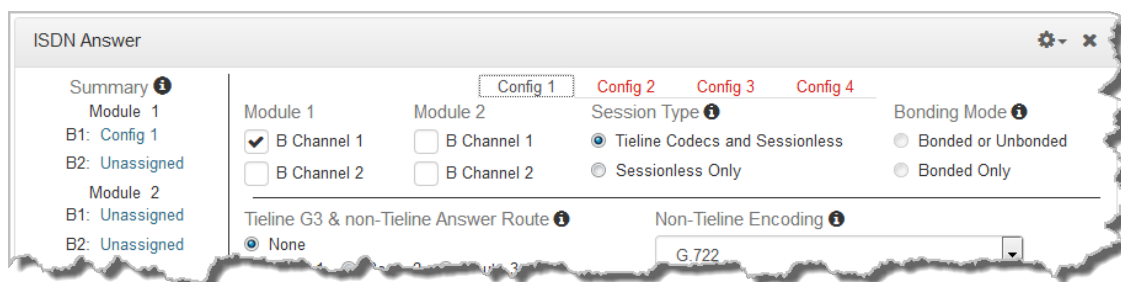 ISDN Answer
Summary
Module 1
B1: Config 1
B2: Unassigned
Module 2
B1: Unassigned
B2: Unassigned
Config 1 Config 2 Config 3 Config 4
Module 1 Module 2 Session Type Bonding Mode
B Channel 1 B Channel 1 Tieline Codecs and Sessionless Bonded or Unbonded
B Channel 2 B Channel 2 Sessionless Only Bonded Only
Tieline G3 & non-Tieline Answer Route Non-Tieline Encoding
None
G.722